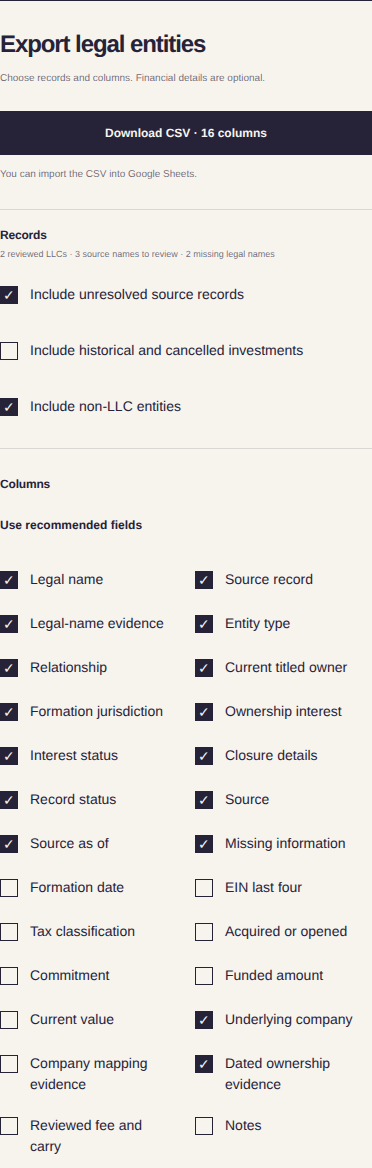 Export legal entities
Choose records and columns. Financial details are optional.
Download CSV · 16 columns
You can import the CSV into Google Sheets.
Records
2 reviewed LLCs · 3 source names to review · 2 missing legal names
Include unresolved source records
Include historical and cancelled investments
Include non-LLC entities
Columns
Use recommended fields
Legal name
Source record
Legal-name evidence
Entity type
Relationship
Current titled owner
Formation jurisdiction
Ownership interest
Interest status
Closure details
Record status
Source
Source as of
Missing information
Formation date
EIN last four
Tax classification
Acquired or opened
Commitment
Funded amount
Current value
Underlying company
Company mapping
evidence
Dated ownership
evidence
Reviewed fee and
carry
Notes